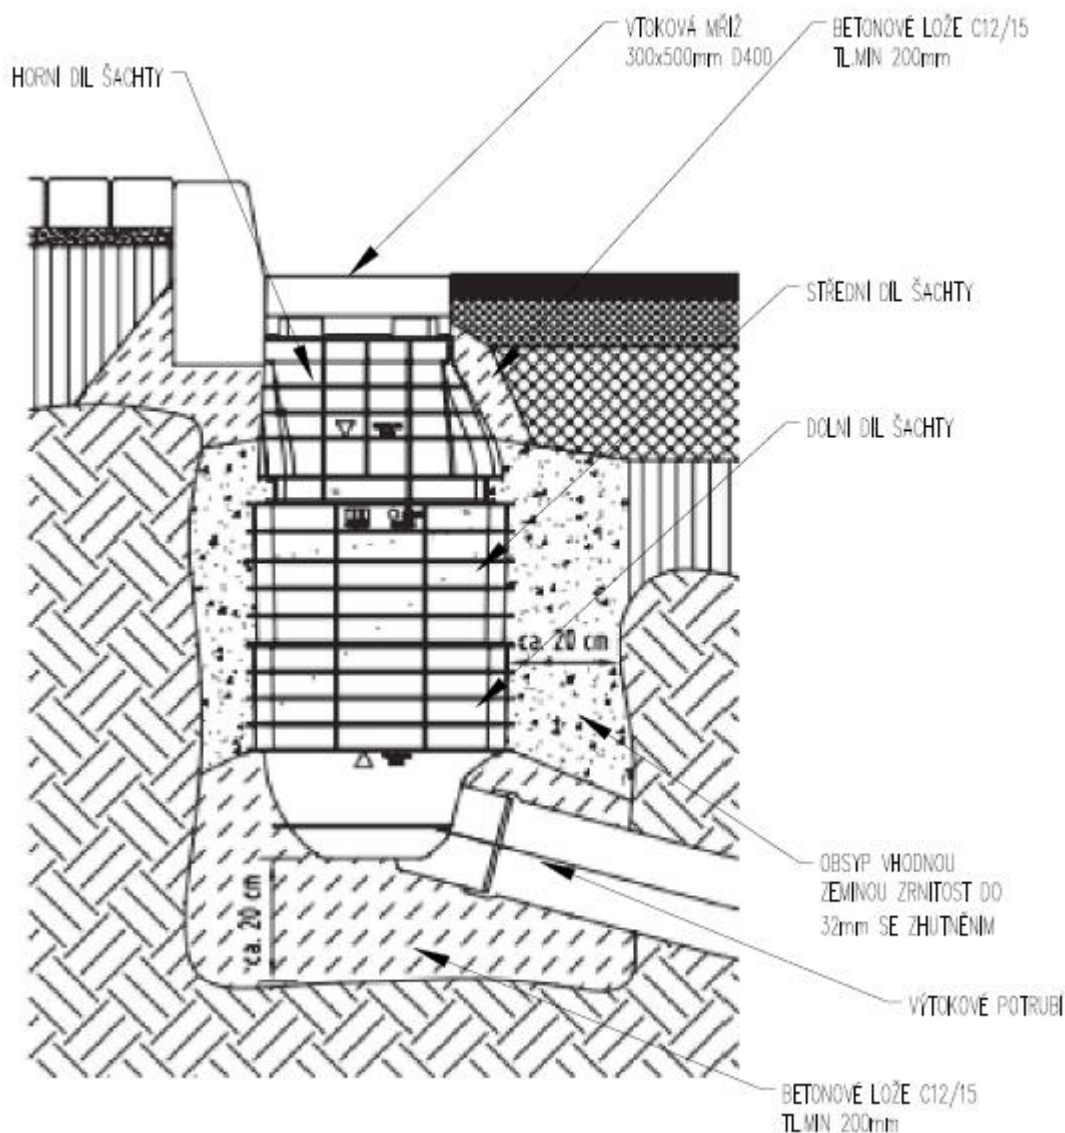 VTOKOVÁ MŘÍŽ
300x500mm D400
BETONOVÉ LOŽE C12/15
TL.MIN 200mm
HORNÍ DÍL ŠACHTY
STŘEDNÍ DÍL ŠACHTY
DOLNÍ DÍL ŠACHTY
ca. 20 cm
OBSYP VHODNOU
ZEMINOU ZRNITOST DO
32mm SE ZHUTNĚNÍM
ca. 20 cm
VÝTOKOVÉ POTRUBÍ
BETONOVÉ LOŽE C12/15
TL.MIN 200mm